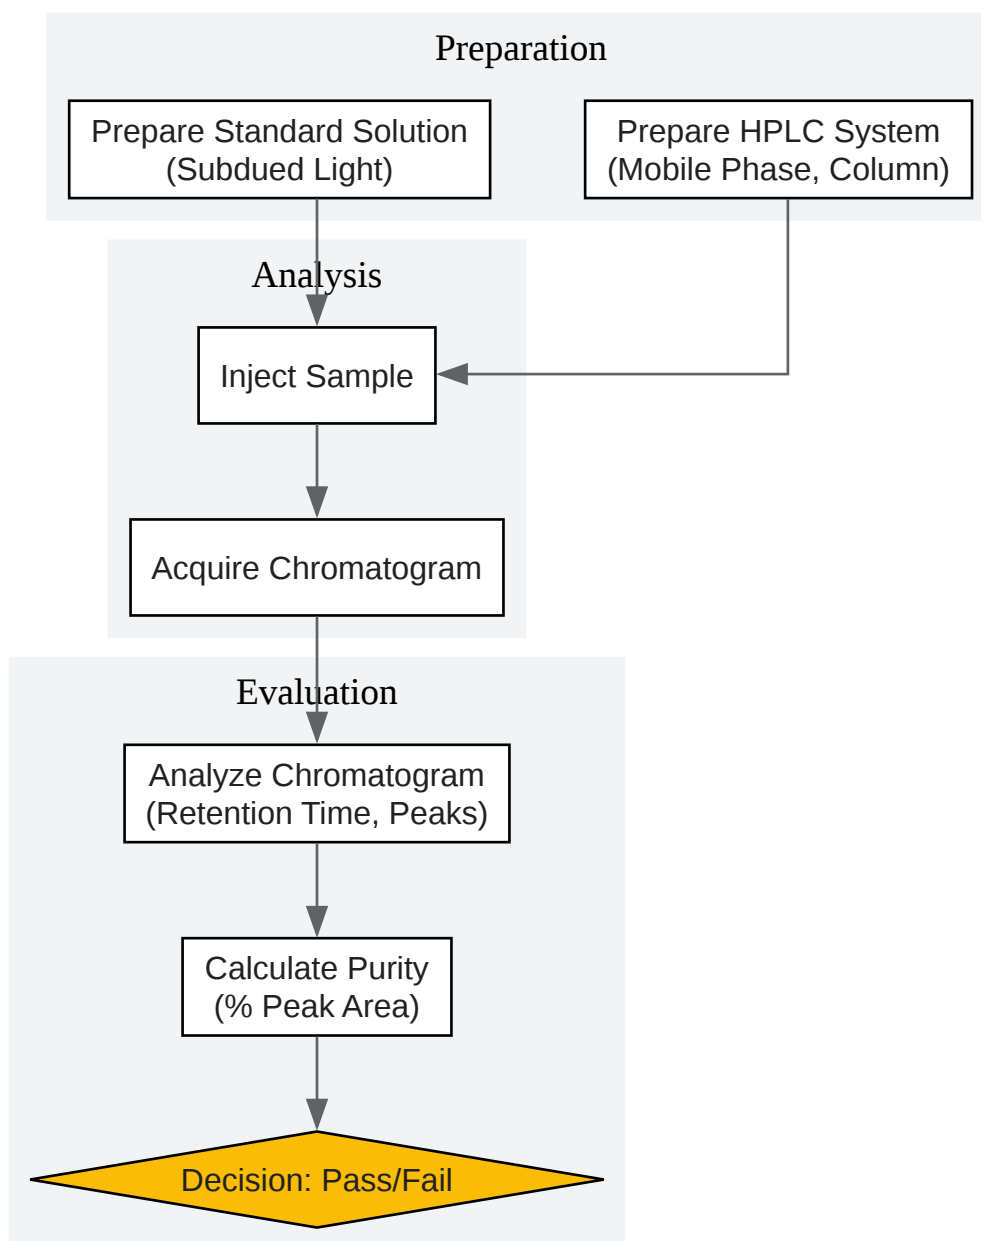 Preparation
Prepare Standard Solution
(Subdued Light)
Prepare HPLC System
(Mobile Phase, Column)
Analysis
Inject Sample
Acquire Chromatogram
Evaluation
Analyze Chromatogram
(Retention Time, Peaks)
Calculate Purity
(% Peak Area)
Decision: Pass/Fail